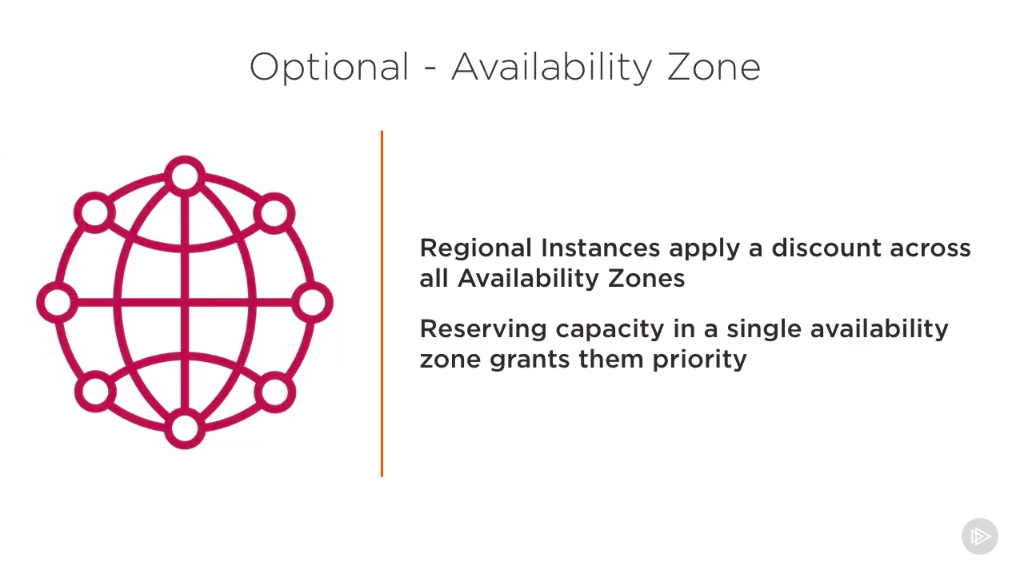 Optional - Availability Zone
Regional Instances apply a discount across
all Availability Zones
Reserving capacity in a single availability
zone grants them priority